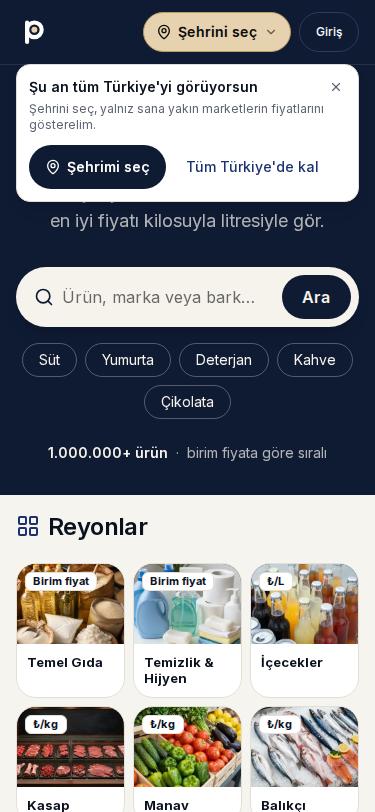 p
Şehrini seç
Giriş
Şu an tüm Türkiye'yi görüyorsun
Şehrini seç, yalnız sana yakın marketlerin fiyatlarını
gösterelim.
Şehrimi seç
Tüm Türkiye'de kal
en iyi fiyatı kilosuyla litresiyle gör.
Ürün, marka veya bark...
Ara
Süt
Yumurta
Deterjan
Kahve
Çikolata
1.000.000+ ürün · birim fiyata göre sıralı
Reyonlar
Birim fiyat
Birim fiyat
₺/L
Temel Gıda
Temizlik &
Hijyen
İçecekler
₺/kg
₺/kg
₺/kg
Kasap
Manav
Balıkçı